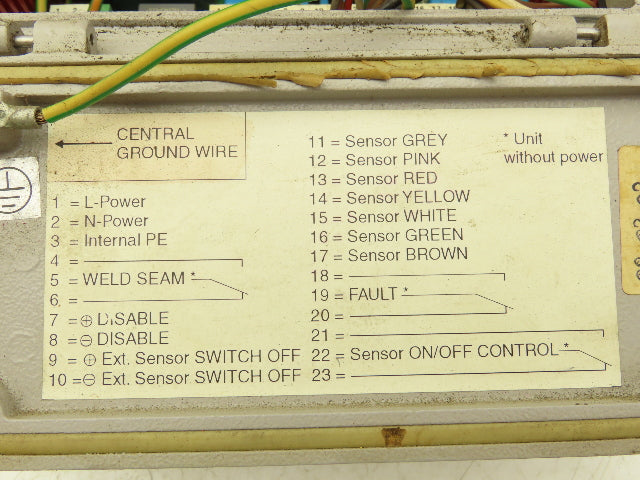 CENTRAL
GROUND WIRE
1 = L-Power
2 = N-Power
3 = Internal PE
4 =
5 = WELD SEAM *
6 =
7 = ⊕ DISABLE
8 = ⊖ DISABLE
9 = ⊕ Ext. Sensor SWITCH OFF
10 = ⊖ Ext. Sensor SWITCH OFF
11 = Sensor GREY
12 = Sensor PINK
13 = Sensor RED
14 = Sensor YELLOW
15 = Sensor WHITE
16 = Sensor GREEN
17 = Sensor BROWN
18 =
19 = FAULT *
20 =
21 =
22 = Sensor ON/OFF CONTROL *
23 =
* Unit
without power